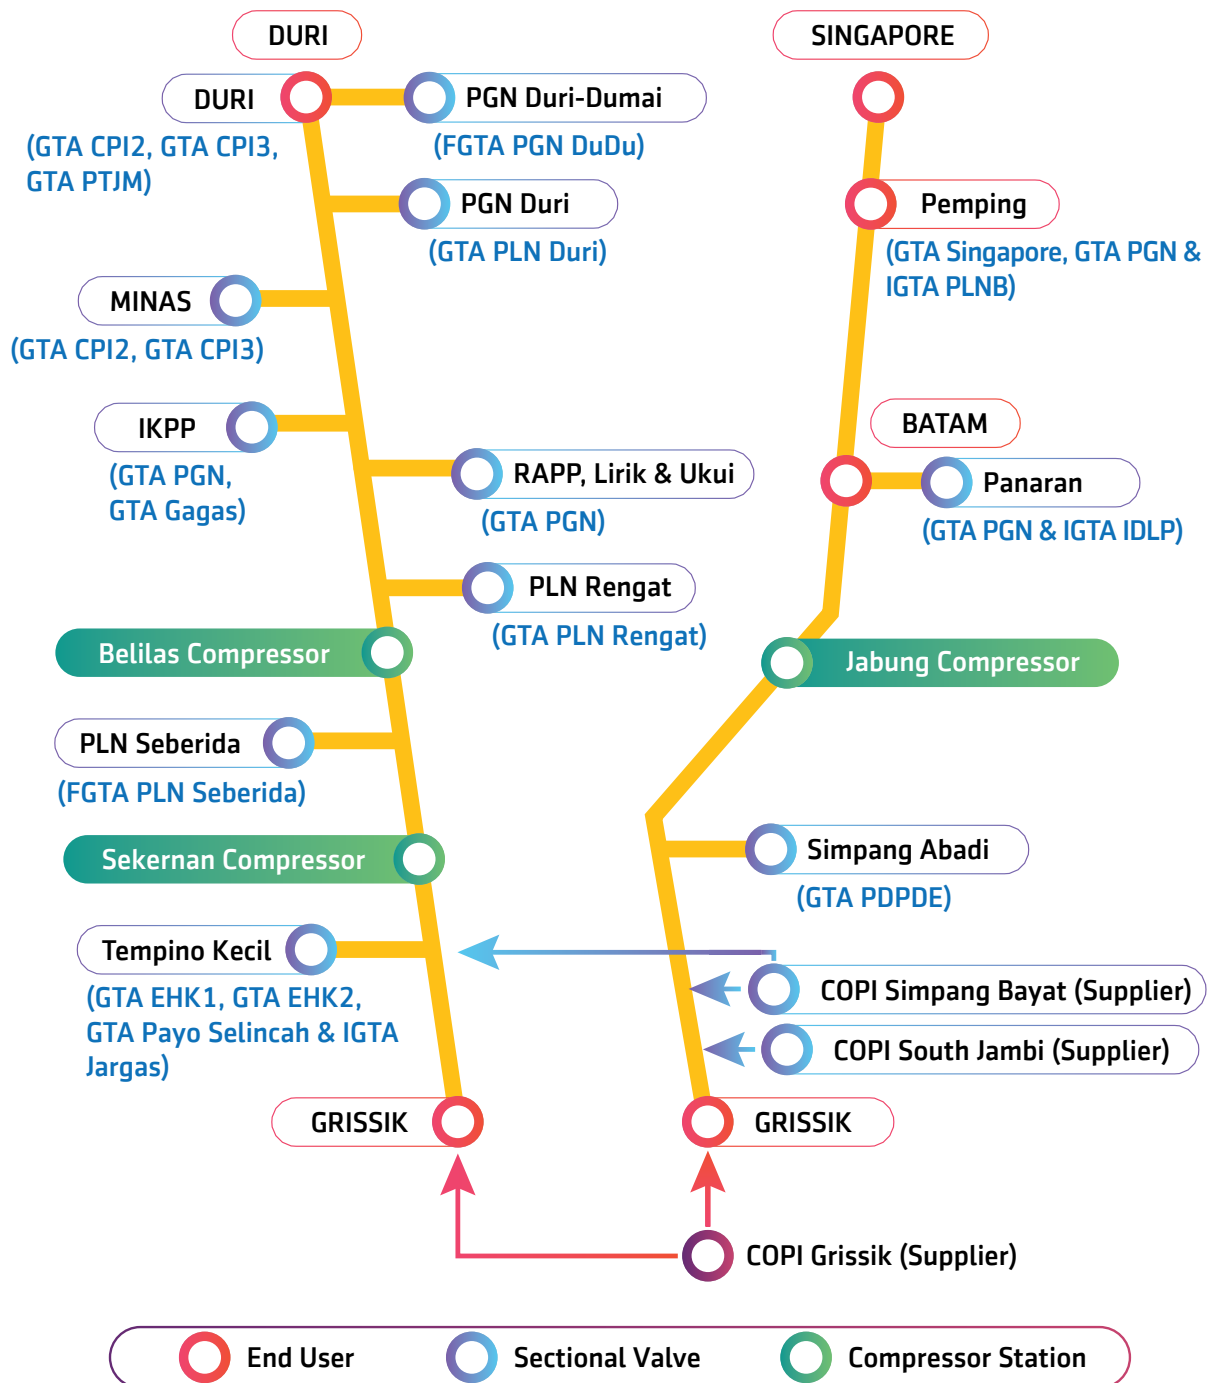 DURI
SINGAPORE
DURI
PGN Duri-Dumai
(GTA CPI2, GTA CPI3,
GTA PTJM)
(FGTA PGN DuDu)
PGN Duri
(GTA PLN Duri)
Pemping
(GTA Singapore, GTA PGN &
IGTA PLNB)
MINAS
(GTA CPI2, GTA CPI3)
IKPP
(GTA PGN,
GTA Gagas)
BATAM
RAPP, Lirik & Ukui
(GTA PGN)
Panaran
(GTA PGN & IGTA IDLP)
PLN Rengat
(GTA PLN Rengat)
Belilas Compressor
Jabung Compressor
PLN Seberida
(FGTA PLN Seberida)
Sekernan Compressor
Simpang Abadi
(GTA PDPDE)
Tempino Kecil
(GTA EHK1, GTA EHK2,
GTA Payo Selincah & IGTA
Jargas)
COPI Simpang Bayat (Supplier)
COPI South Jambi (Supplier)
GRISSIK
GRISSIK
COPI Grissik (Supplier)
End User
Sectional Valve
Compressor Station